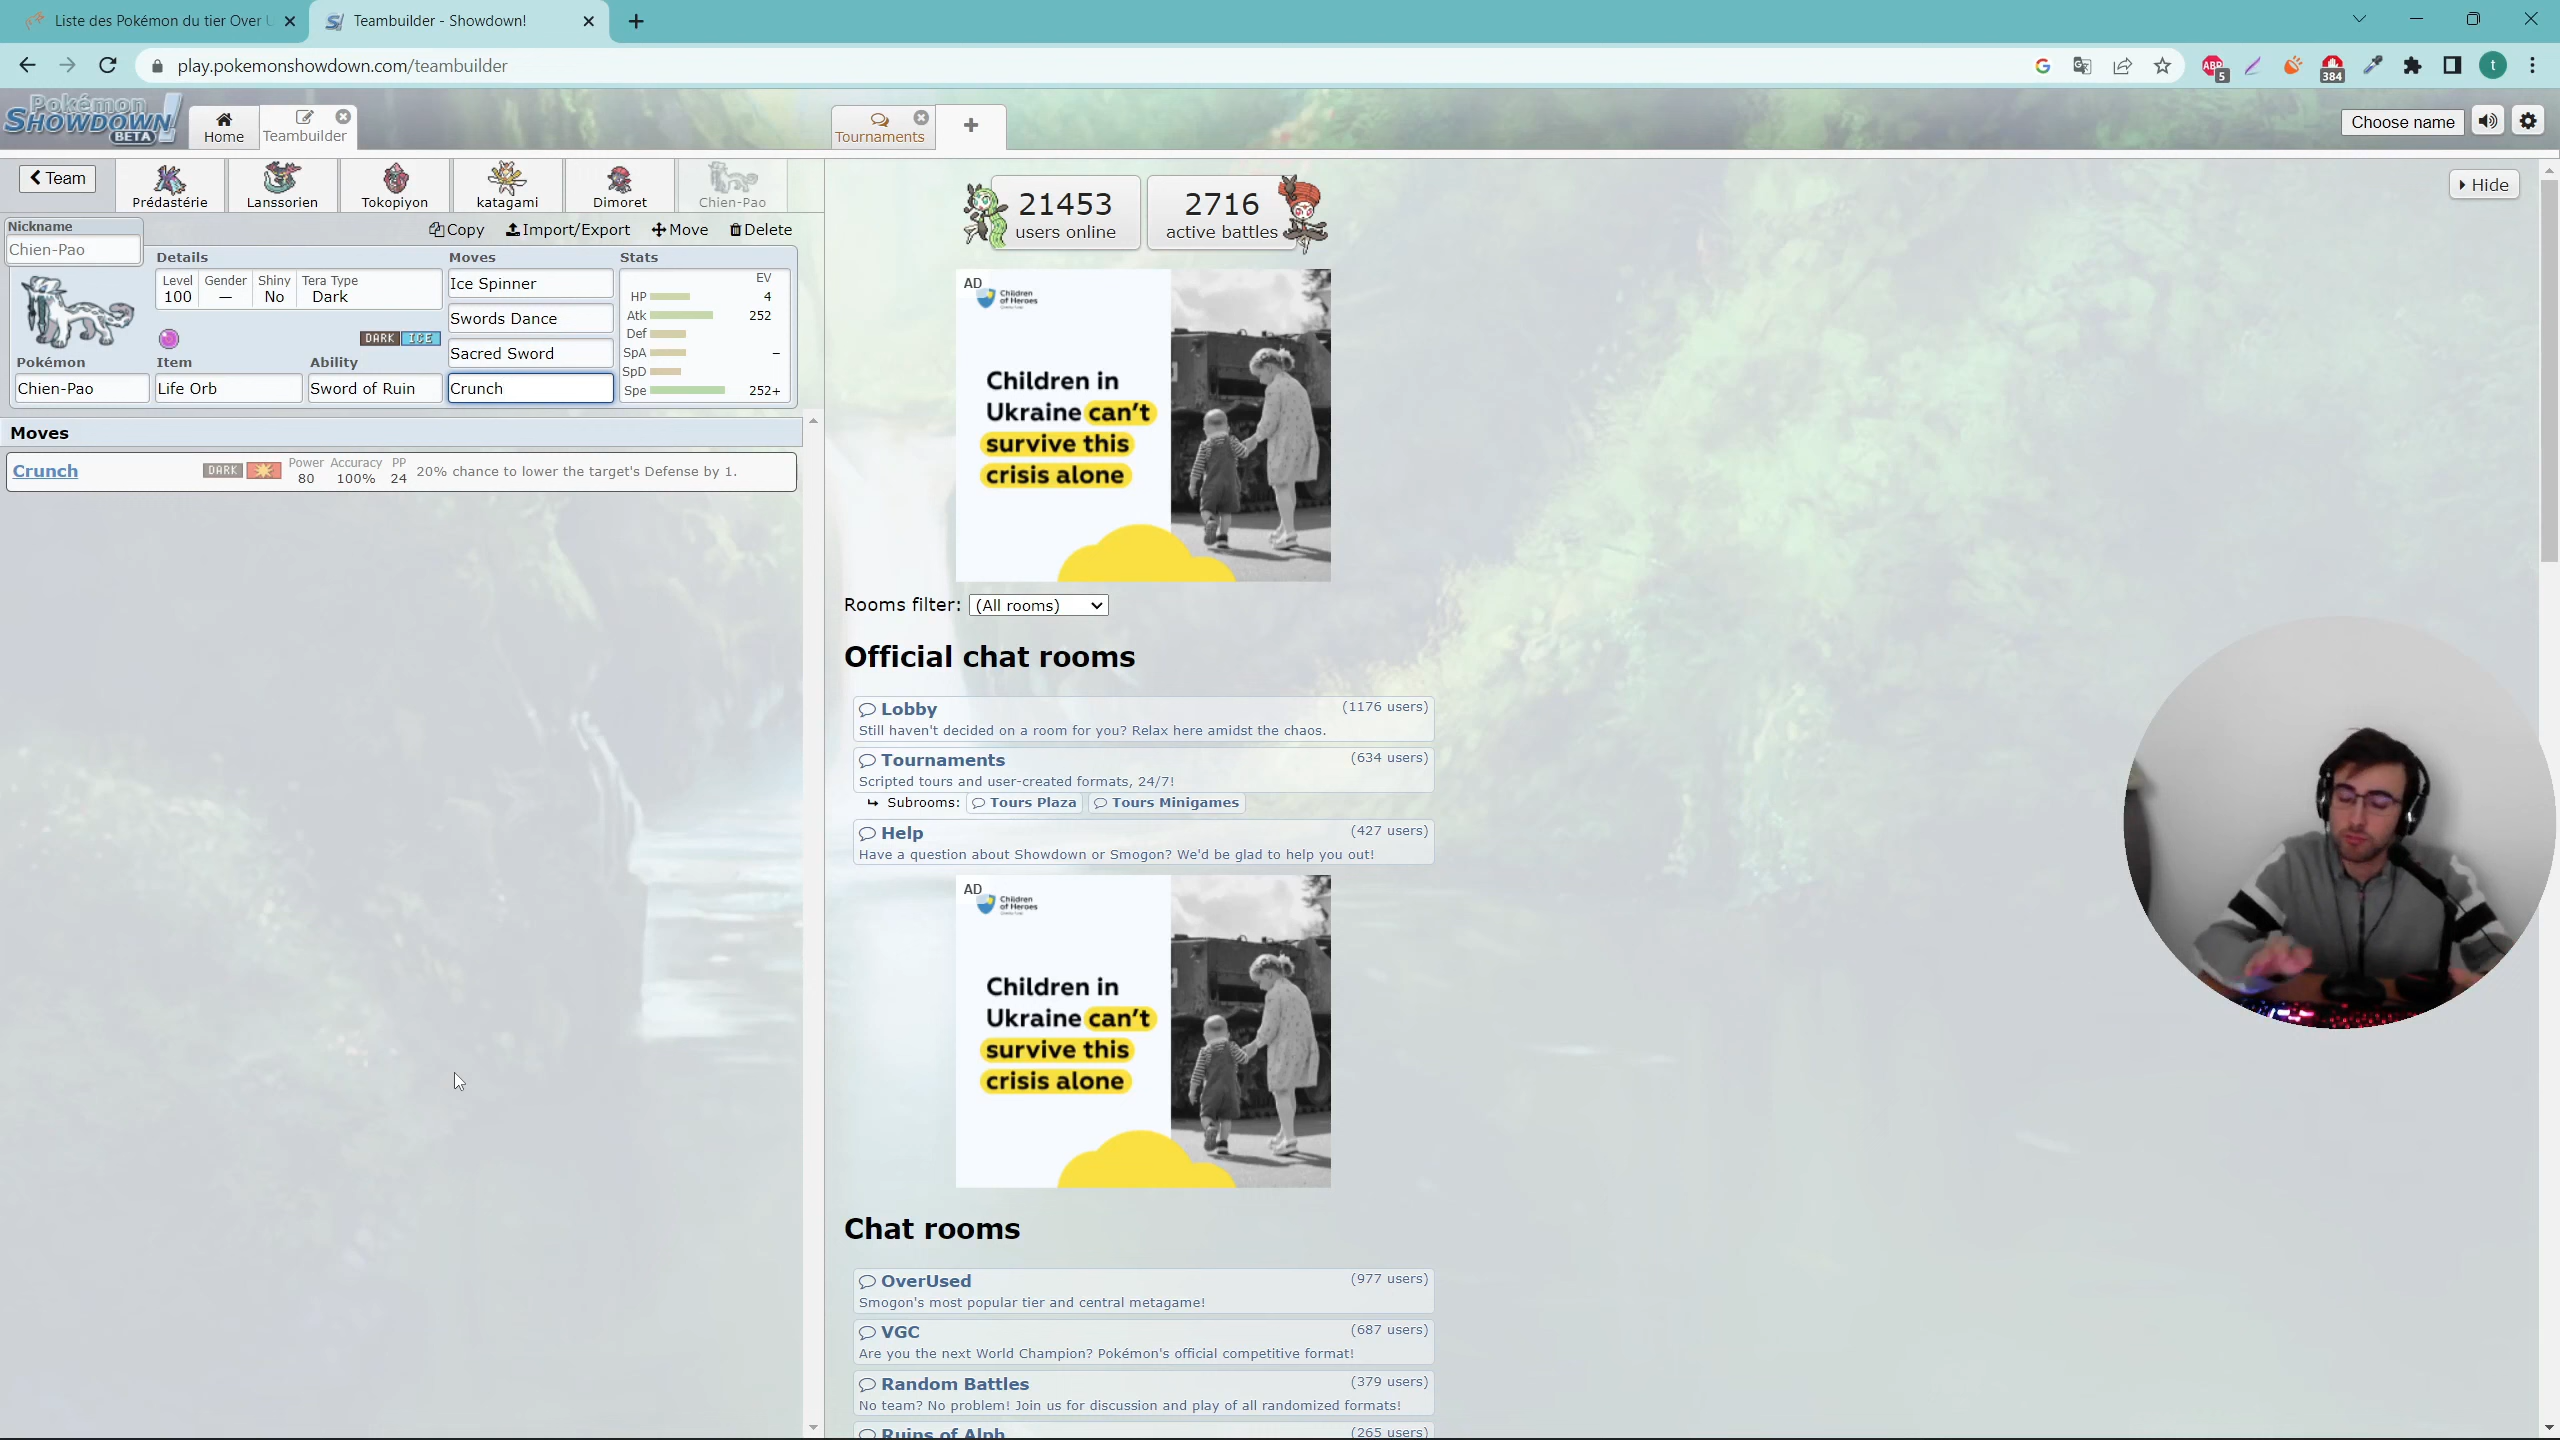 Liste des Pokémon du tier Over U
Teambuilder - Showdown!
play.pokemonshowdown.com/teambuilder
ABP
5
384
t
Pokémon
SHOWDOWN!
BETA
Home
Teambuilder
Tournaments
Choose name
Team
Prédastérie
Lanssorien
Tokopiyon
katagami
Dimoret
Chien-Pao
Nickname
Chien-Pao
Copy Import/Export Move Delete
Details
Level Gender Shiny Tera Type
100 — No Dark
DARK ICE
Pokémon
Chien-Pao
Item
Life Orb
Ability
Sword of Ruin
Moves
Ice Spinner
Swords Dance
Sacred Sword
Crunch
Stats
EV
HP 4
Atk 252
Def
SpA –
SpD
Spe 252+
Moves
Crunch DARK Power 80 Accuracy 100% PP 24 20% chance to lower the target's Defense by 1.
Hide
21453
users online
2716
active battles
AD
Children
of Heroes
Children in
Ukraine can't
survive this
crisis alone
Rooms filter: (All rooms)
Official chat rooms
Lobby (1176 users)
Still haven't decided on a room for you? Relax here amidst the chaos.
Tournaments (634 users)
Scripted tours and user-created formats, 24/7!
↳ Subrooms: Tours Plaza Tours Minigames
Help (427 users)
Have a question about Showdown or Smogon? We'd be glad to help you out!
AD
Children
of Heroes
Children in
Ukraine can't
survive this
crisis alone
Chat rooms
OverUsed (977 users)
Smogon's most popular tier and central metagame!
VGC (687 users)
Are you the next World Champion? Pokémon's official competitive format!
Random Battles (379 users)
No team? No problem! Join us for discussion and play of all randomized formats!
Ruins of Alph (265 users)